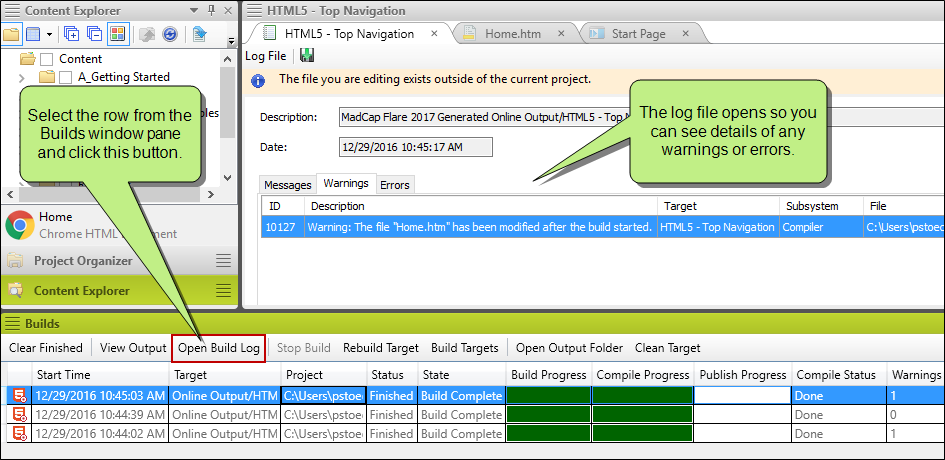 Content Explorer
Content
A_Getting Started
Select the row from the
Builds window pane
and click this button.
Home
Chrome HTML
Project Organizer
Content Explorer
HTML5 - Top Navigation
HTML5 - Top Navigation
Home.htm
Start Page
Log File
The file you are editing exists outside of the current project.
Description:
MadCap Flare 2017 Generated Online Output/HTML5 - Top
Date:
12/29/2016 10:45:17 AM
The log file opens so you
can see details of any
warnings or errors.
Messages Warnings Errors
ID Description Target Subsystem File
10127 Warning: The file "Home.htm" has been modified after the build started. HTML5 - Top Navigation Compiler C:\Users\pstoec
Builds
Clear Finished View Output Open Build Log Stop Build Rebuild Target Build Targets Open Output Folder Clean Target
Start Time Target Project Status State Build Progress Compile Progress Publish Progress Compile Status Warnings
12/29/2016 10:45:03 AM Online Output/HTM C:\Users\pstoe Finished Build Complete Done 1
12/29/2016 10:44:39 AM Online Output/HTM C:\Users\pstoe Finished Build Complete Done 0
12/29/2016 10:44:02 AM Online Output/HTM C:\Users\pstoe Finished Build Complete Done 1